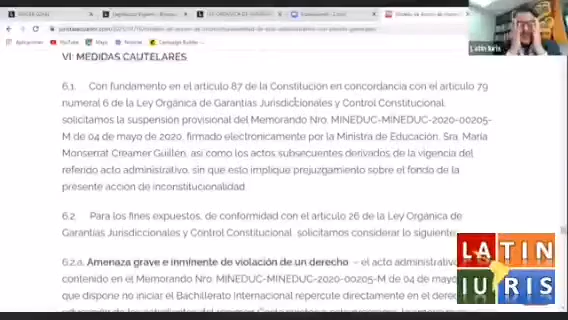 VI: MEDIDAS CAUTELARES
6.1. Con fundamento en el artículo 87 de la Constitución en concordancia con el artículo 79
numeral 6 de la Ley Orgánica de Garantías Jurisdiccionales y Control Constitucional,
solicitamos la suspensión provisional del Memorando Nro. MINEDUC-MINEDUC-2020-00205-
M de 04 de mayo de 2020, firmado electrónicamente por la Ministra de Educación, Sra. María
Monserrat Creamer Guillén, así como los actos subsecuentes derivados de la vigencia del
referido acto administrativo, sin que esto implique prejuzgamiento sobre el fondo de la
presente acción de inconstitucionalidad.
6.2. Para los fines expuestos, de conformidad con el artículo 26 de la Ley Orgánica de
Garantías Jurisdiccionales y Control Constitucional, solicitamos considerar lo siguiente:
6.2.a. Amenaza grave e inminente de violación de un derecho – el acto administrativo
contenido en el Memorando Nro. MINEDUC-MINEDUC-2020-00205-M de 04 de mayo
que dispone no iniciar el Bachillerato Internacional repercute directamente en el derecho
Latin Iuris
LATIN
IURIS